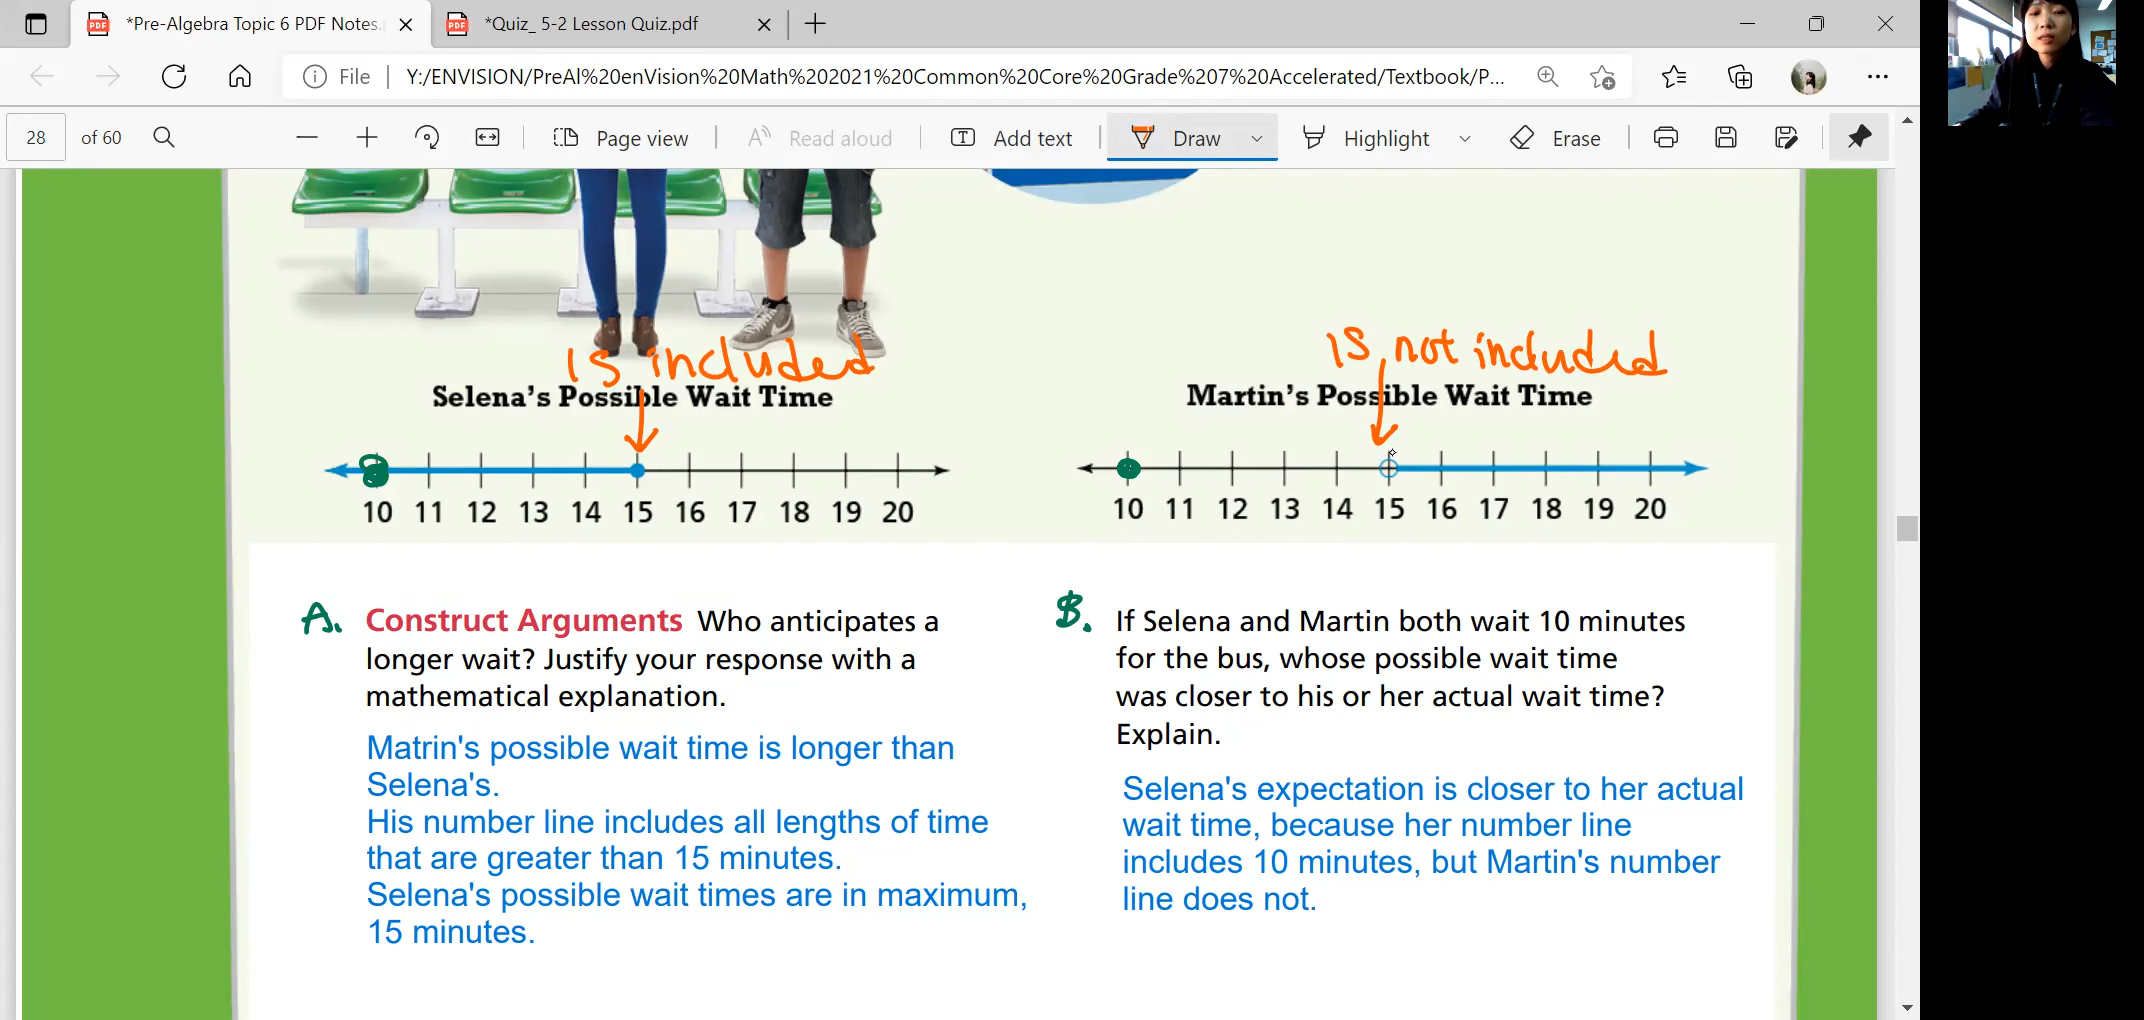 *Pre-Algebra Topic 6 PDF Notes.
*Quiz_ 5-2 Lesson Quiz.pdf
File
Y:/ENVISION/PreAl%20enVision%20Math%202021%20Common%20Core%20Grade%207%20Accelerated/Textbook/P...
28 of 60
Page view
Read aloud
Add text
Draw
Highlight
Erase
is included
is not included
Selena's Possible Wait Time
Martin's Possible Wait Time
10 11 12 13 14 15 16 17 18 19 20
10 11 12 13 14 15 16 17 18 19 20
A. Construct Arguments Who anticipates a
longer wait? Justify your response with a
mathematical explanation.
Matrin's possible wait time is longer than
Selena's.
His number line includes all lengths of time
that are greater than 15 minutes.
Selena's possible wait times are in maximum,
15 minutes.
B. If Selena and Martin both wait 10 minutes
for the bus, whose possible wait time
was closer to his or her actual wait time?
Explain.
Selena's expectation is closer to her actual
wait time, because her number line
includes 10 minutes, but Martin's number
line does not.